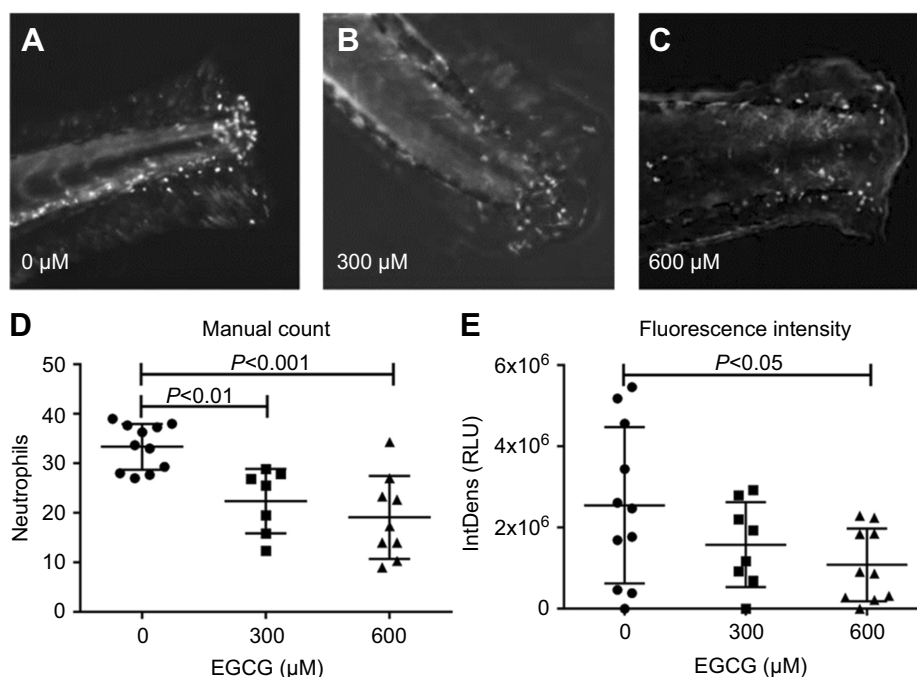 A
B
C
0 µM
300 µM
600 µM
D
Manual count
50
40
30
20
10
0
Neutrophils
P<0.001
P<0.01
0
300
600
EGCG (µM)
E
Fluorescence intensity
6x10⁶
4x10⁶
2x10⁶
0
IntDens (RLU)
P<0.05
0
300
600
EGCG (µM)